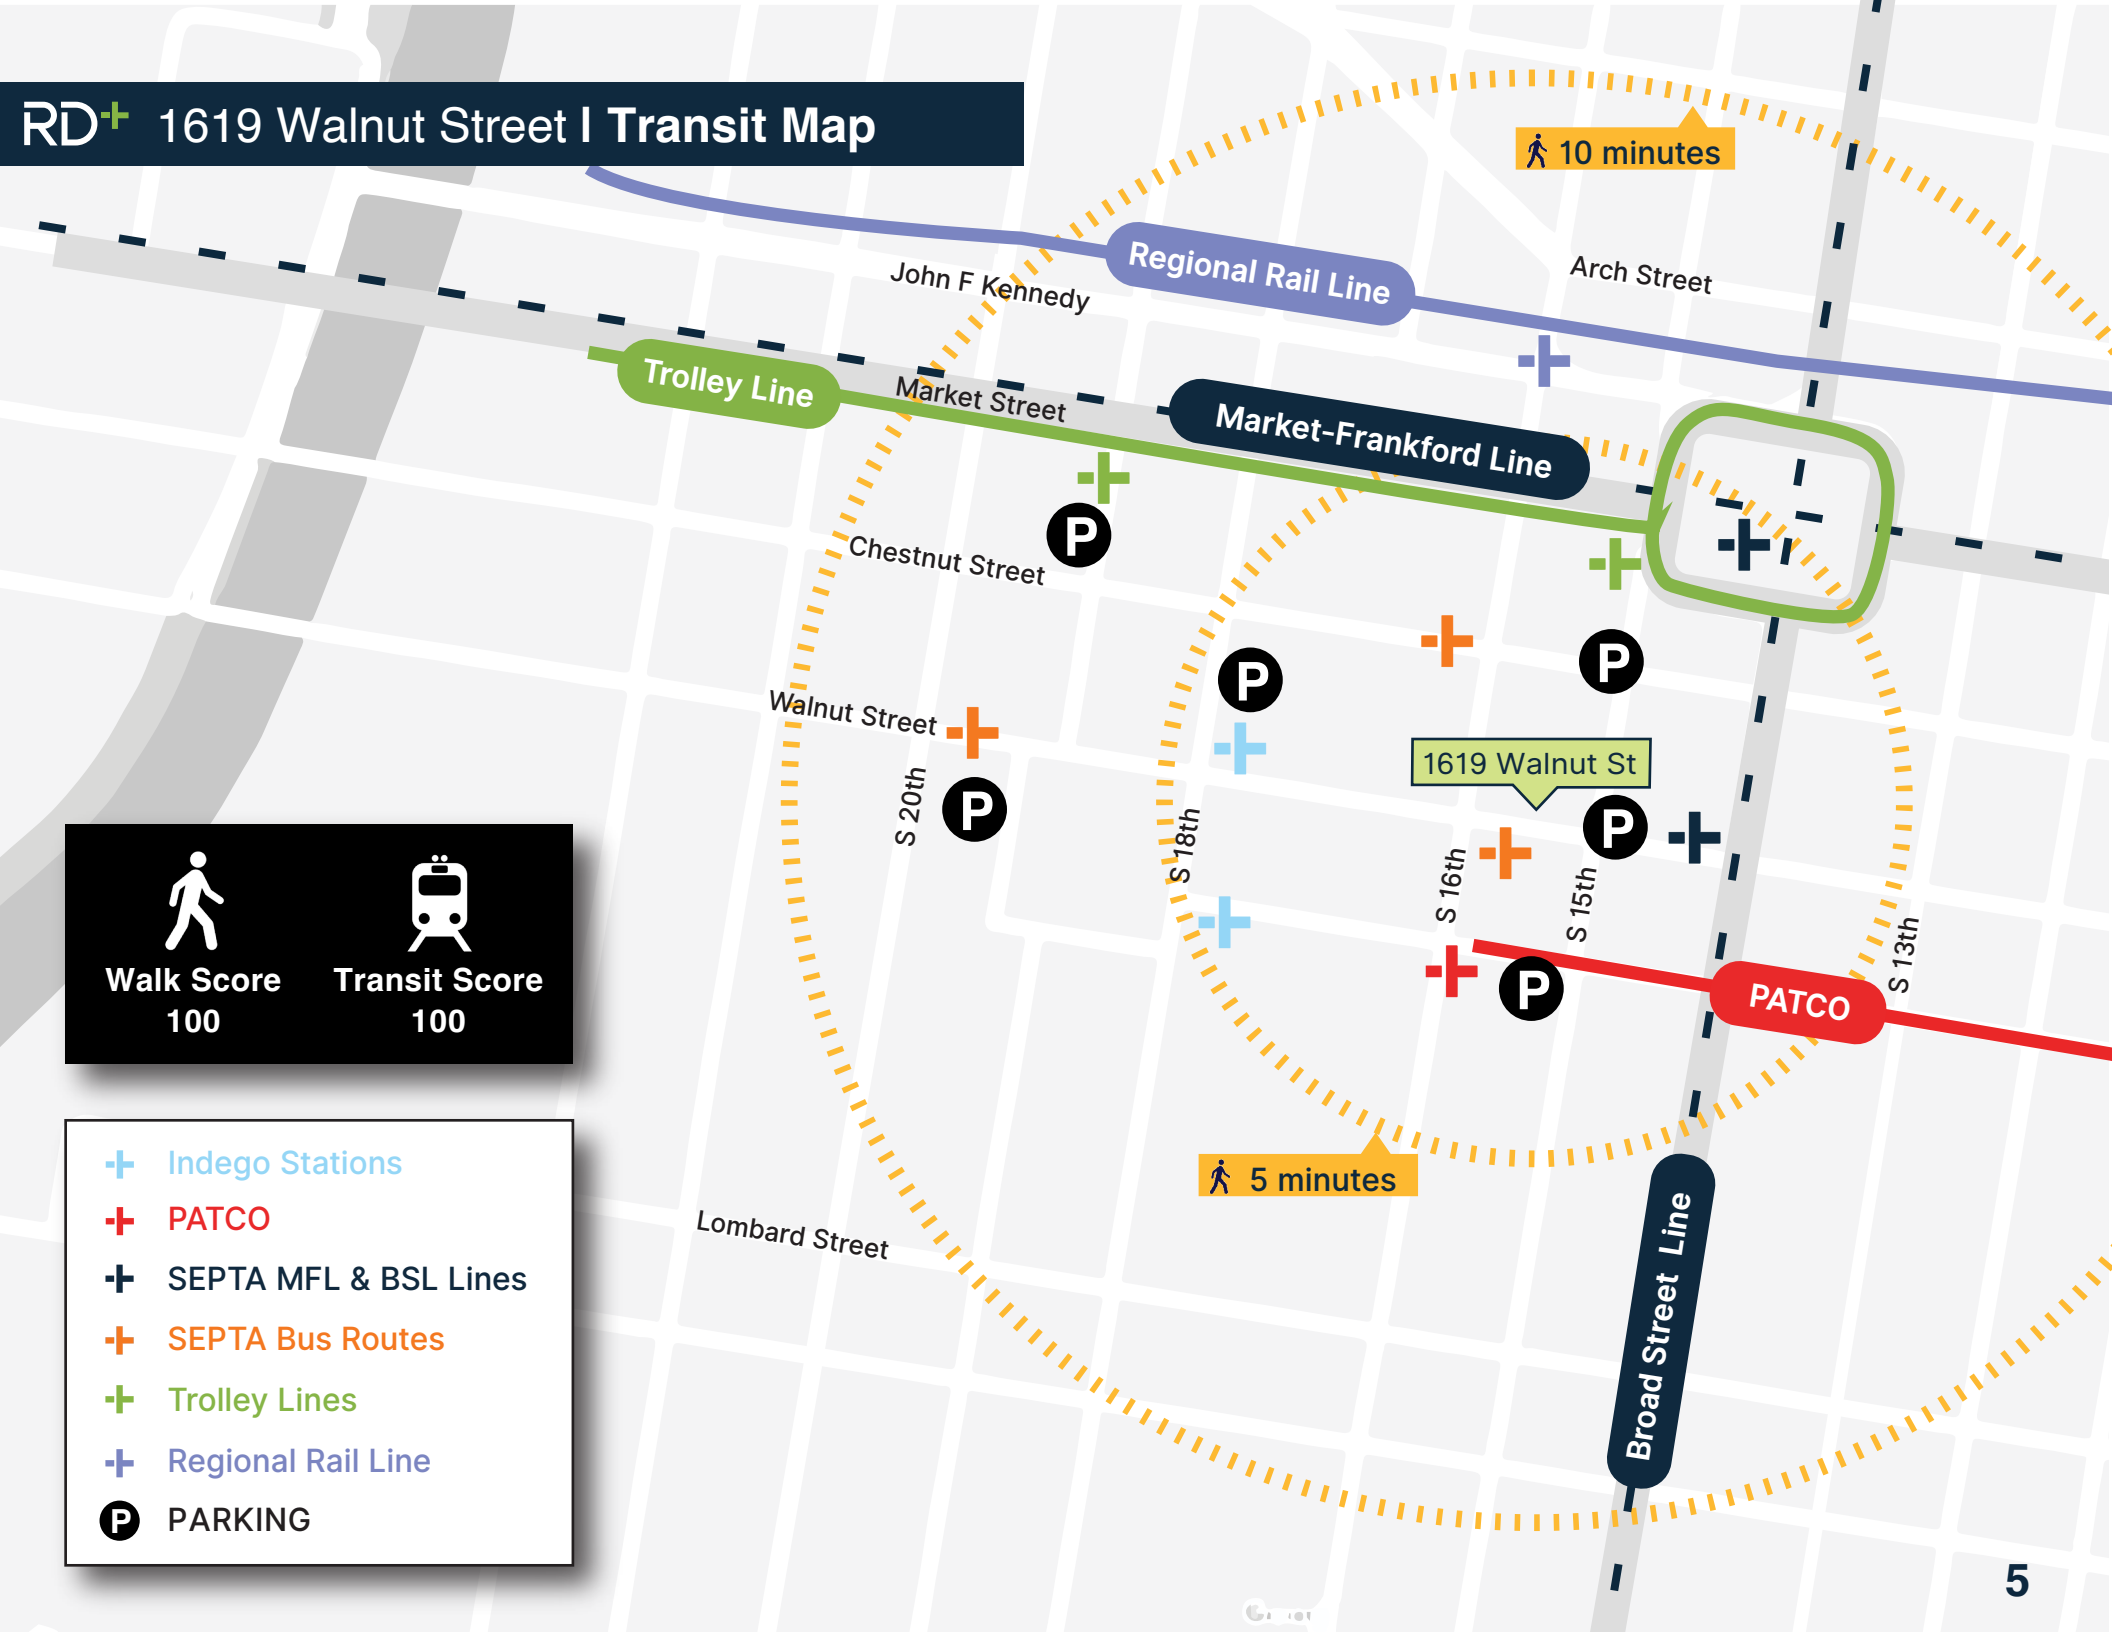 RD+ 1619 Walnut Street | Transit Map
10 minutes
Regional Rail Line
Arch Street
John F Kennedy
Trolley Line
Market Street
Market-Frankford Line
P
Chestnut Street
P
P
Walnut Street
1619 Walnut St
S 20th
P
S 18th
P
S 16th
S 15th
S 13th
P
PATCO
Walk Score
100
Transit Score
100
5 minutes
Lombard Street
Broad Street Line
Indego Stations
PATCO
SEPTA MFL & BSL Lines
SEPTA Bus Routes
Trolley Lines
Regional Rail Line
P PARKING
5